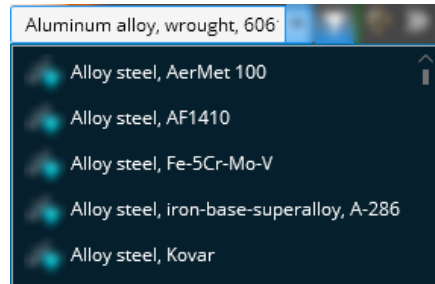 Aluminum alloy, wrought, 606
Alloy steel, AerMet 100
Alloy steel, AF1410
Alloy steel, Fe-5Cr-Mo-V
Alloy steel, iron-base-superalloy, A-286
Alloy steel, Kovar